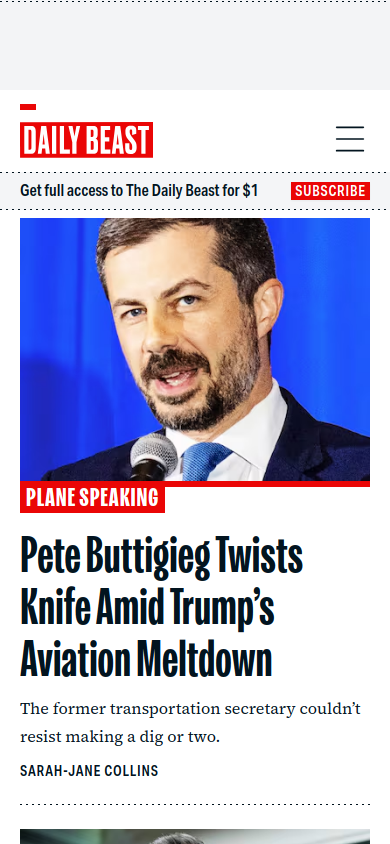 DAILY BEAST
Get full access to The Daily Beast for $1
SUBSCRIBE
PLANE SPEAKING
Pete Buttigieg Twists
Knife Amid Trump’s
Aviation Meltdown
The former transportation secretary couldn’t
resist making a dig or two.
SARAH-JANE COLLINS